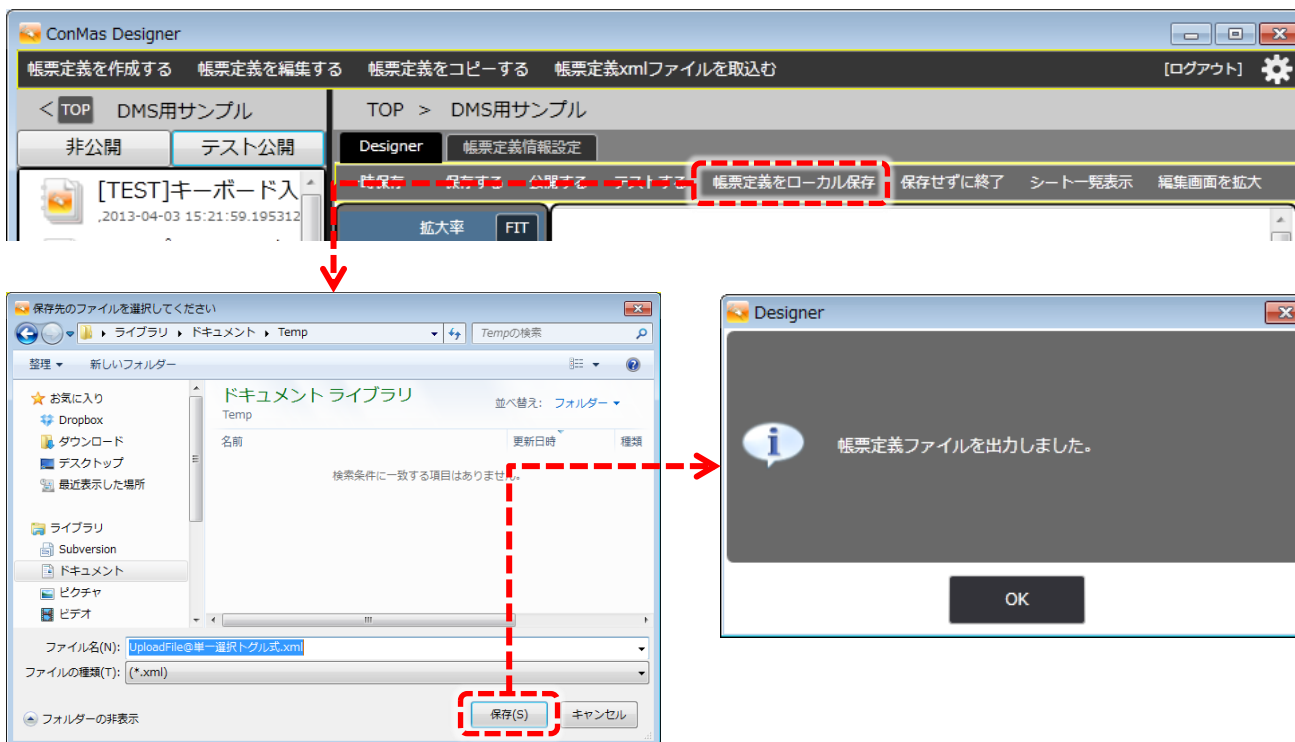 ConMas Designer
帳票定義を作成する 帳票定義を編集する 帳票定義をコピーする 帳票定義xmlファイルを取込む [ログアウト]
< TOP DMS用サンプル TOP > DMS用サンプル
非公開 テスト公開 Designer 帳票定義情報設定
一時保存 保存する 公開する テストする 帳票定義をローカル保存 保存せずに終了 シート一覧表示 編集画面を拡大
[TEST]キーボード入
,2013-04-03 15:21:59.195312
拡大率 FIT
保存先のファイルを選択してください
ライブラリ ドキュメント Temp Tempの検索
整理 新しいフォルダー
お気に入り
Dropbox
ダウンロード
デスクトップ
最近表示した場所
ライブラリ
Subversion
ドキュメント
ピクチャ
ビデオ
ドキュメント ライブラリ
Temp
並べ替え: フォルダー
名前 更新日時 種類
検索条件に一致する項目はありません。
ファイル名(N): UploadFile@単一選択トグル式.xml
ファイルの種類(T): (*.xml)
フォルダーの非表示 保存(S) キャンセル
Designer
帳票定義ファイルを出力しました。
OK